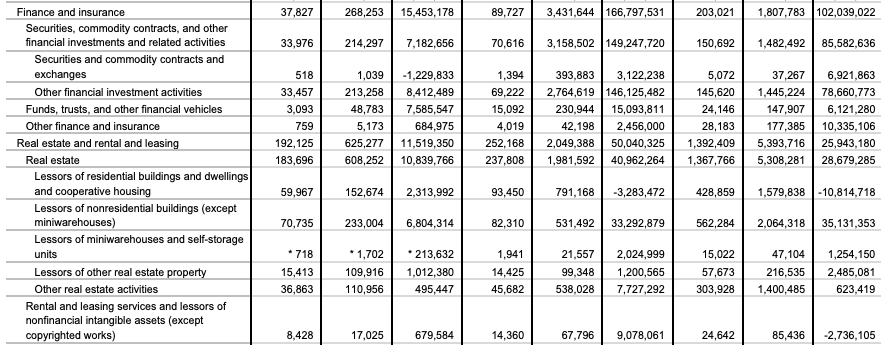 Finance and insurance 37,827 268,253 15,453,178 89,727 3,431,644 166,797,531 203,021 1,807,783 102,039,022
Securities, commodity contracts, and other
financial investments and related activities 33,976 214,297 7,182,656 70,616 3,158,502 149,247,720 150,692 1,482,492 85,582,636
Securities and commodity contracts and
exchanges 518 1,039 -1,229,833 1,394 393,883 3,122,238 5,072 37,267 6,921,863
Other financial investment activities 33,457 213,258 8,412,489 69,222 2,764,619 146,125,482 145,620 1,445,224 78,660,773
Funds, trusts, and other financial vehicles 3,093 48,783 7,585,547 15,092 230,944 15,093,811 24,146 147,907 6,121,280
Other finance and insurance 759 5,173 684,975 4,019 42,198 2,456,000 28,183 177,385 10,335,106
Real estate and rental and leasing 192,125 625,277 11,519,350 252,168 2,049,388 50,040,325 1,392,409 5,393,716 25,943,180
Real estate 183,696 608,252 10,839,766 237,808 1,981,592 40,962,264 1,367,766 5,308,281 28,679,285
Lessors of residential buildings and dwellings
and cooperative housing 59,967 152,674 2,313,992 93,450 791,168 -3,283,472 428,859 1,579,838 -10,814,718
Lessors of nonresidential buildings (except
miniwarehouses) 70,735 233,004 6,804,314 82,310 531,492 33,292,879 562,284 2,064,318 35,131,353
Lessors of miniwarehouses and self-storage
units * 718 * 1,702 * 213,632 1,941 21,557 2,024,999 15,022 47,104 1,254,150
Lessors of other real estate property 15,413 109,916 1,012,380 14,425 99,348 1,200,565 57,673 216,535 2,485,081
Other real estate activities 36,863 110,956 495,447 45,682 538,028 7,727,292 303,928 1,400,485 623,419
Rental and leasing services and lessors of
nonfinancial intangible assets (except
copyrighted works) 8,428 17,025 679,584 14,360 67,796 9,078,061 24,642 85,436 -2,736,105